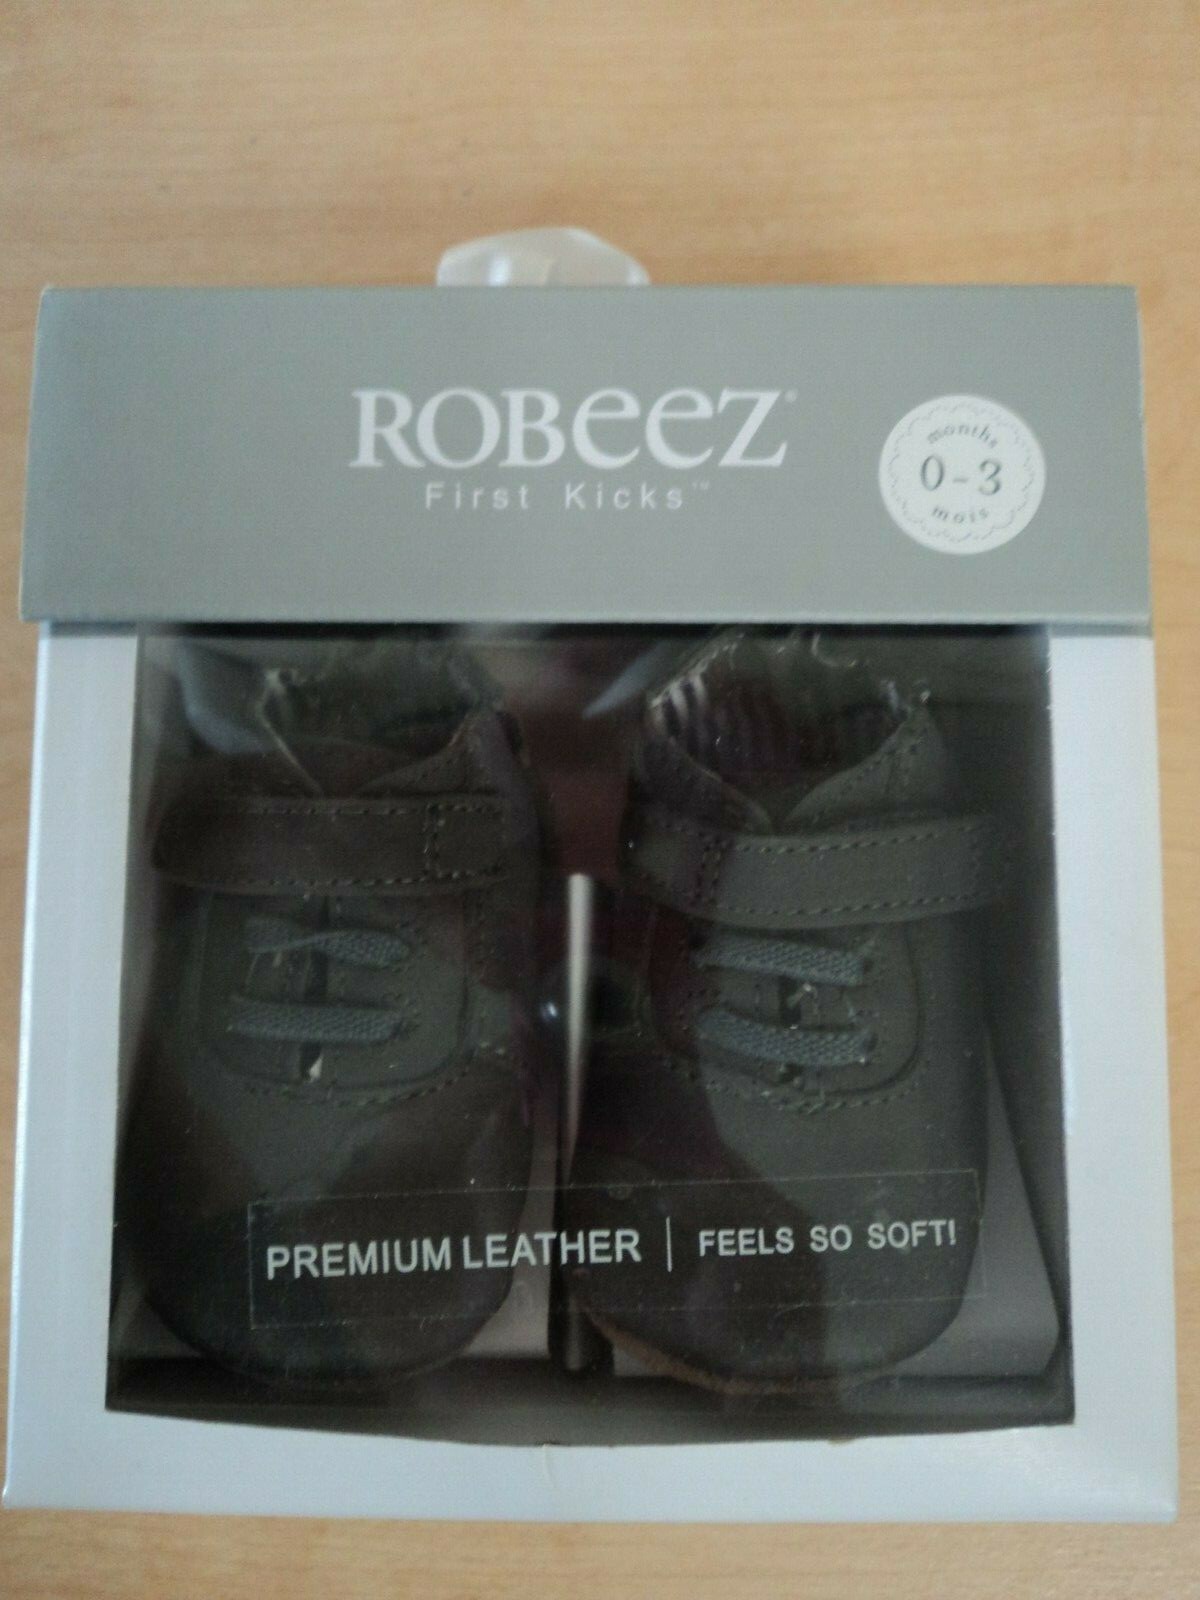 ROBeeZ®
First Kicks™
months
0-3
mois
PREMIUM LEATHER | FEELS SO SOFT!